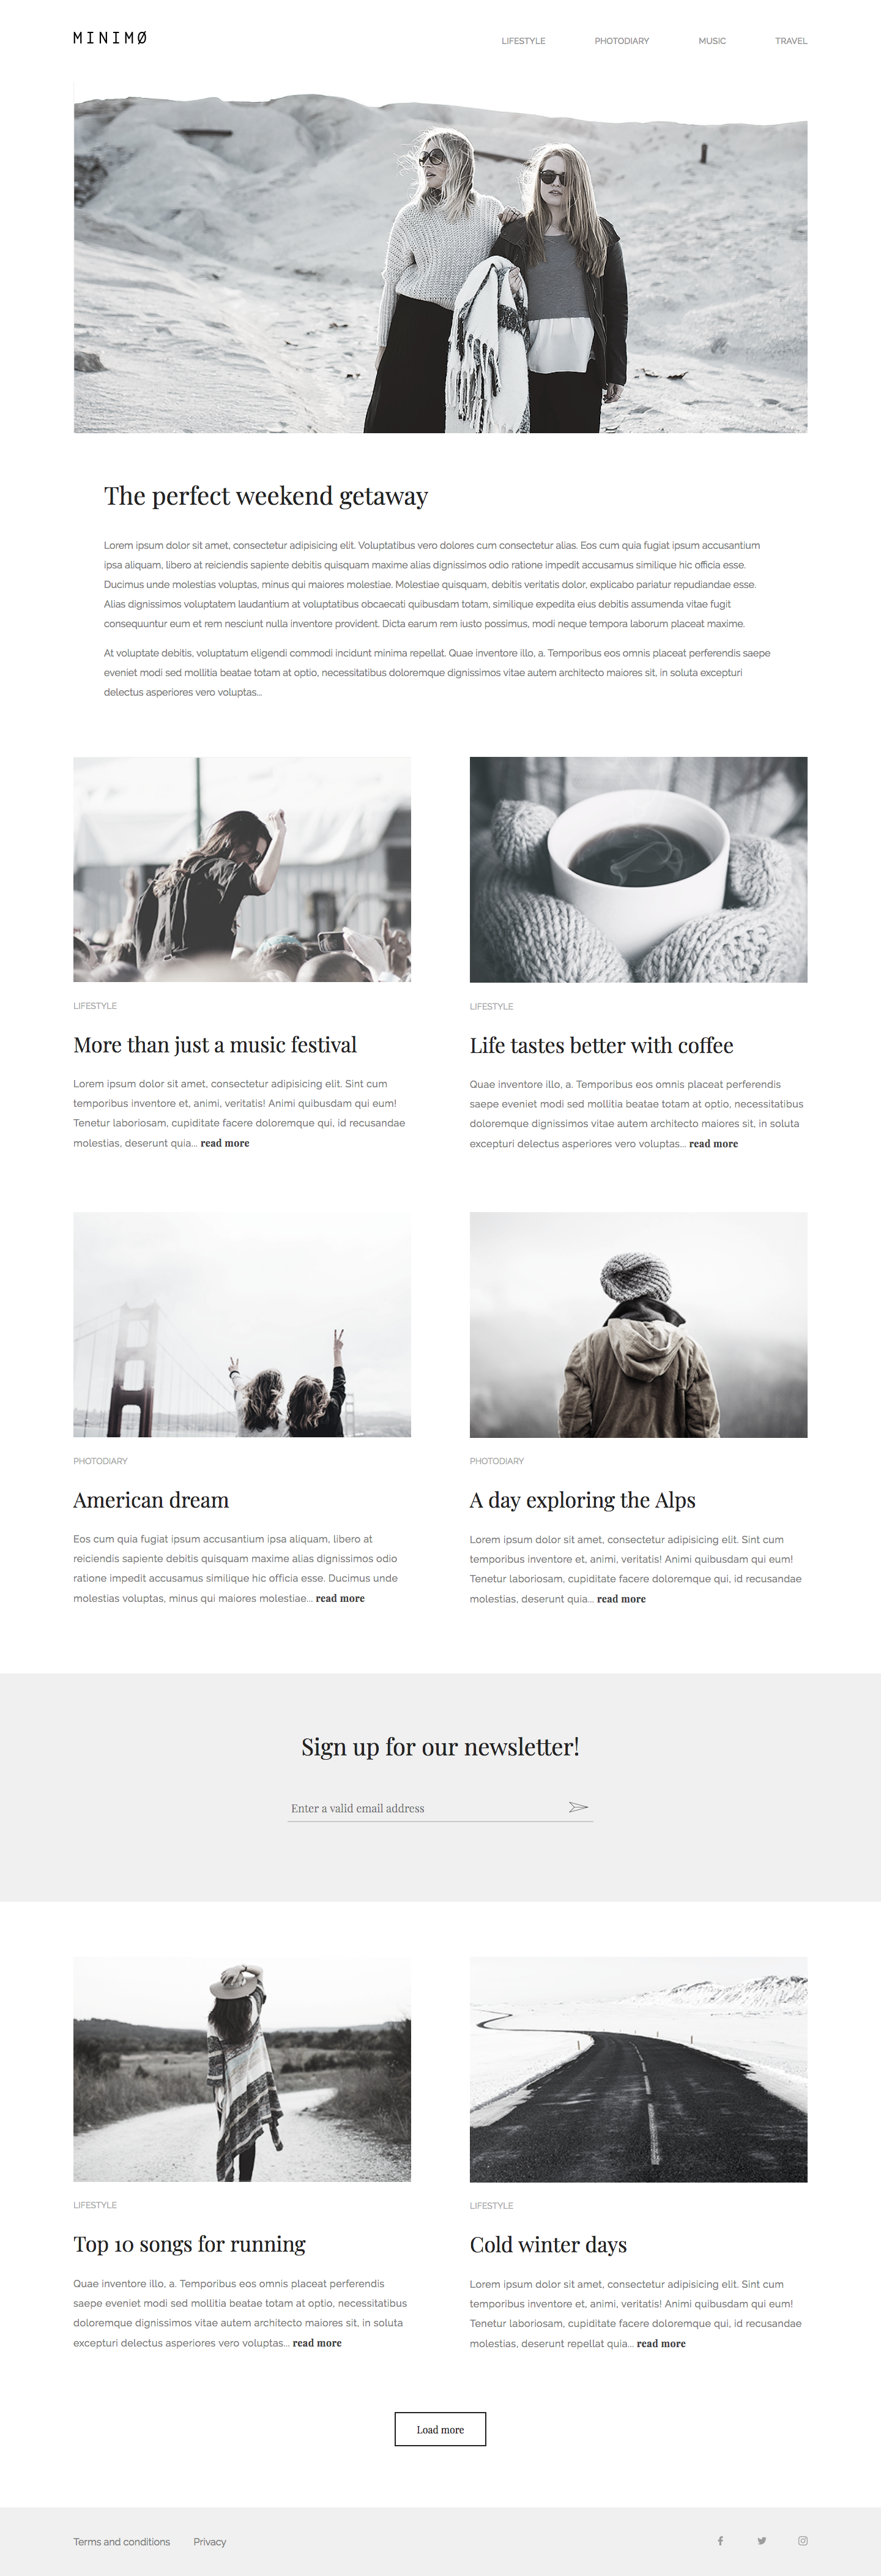 MINIMØ
LIFESTYLE PHOTODIARY MUSIC TRAVEL
The perfect weekend getaway
Lorem ipsum dolor sit amet, consectetur adipisicing elit. Voluptatibus vero dolores cum consectetur alias. Eos cum quia fugiat ipsum accusantium
ipsa aliquam, libero at reiciendis sapiente debitis quisquam maxime alias dignissimos odio ratione impedit accusamus similique hic officia esse.
Ducimus unde molestias voluptas, minus qui maiores molestiae. Molestiae quisquam, debitis veritatis dolor, explicabo pariatur repudiandae esse.
Alias dignissimos voluptatem laudantium at voluptatibus obcaecati quibusdam totam, similique expedita eius debitis assumenda vitae fugit
consequuntur eum et rem nesciunt nulla inventore provident. Dicta earum rem iusto possimus, modi neque tempora laborum placeat maxime.
At voluptate debitis, voluptatum eligendi commodi incidunt minima repellat. Quae inventore illo, a. Temporibus eos omnis placeat perferendis saepe
eveniet modi sed mollitia beatae totam at optio, necessitatibus doloremque dignissimos vitae autem architecto maiores sit, in soluta excepturi
delectus asperiores vero voluptas...
LIFESTYLE
More than just a music festival
Lorem ipsum dolor sit amet, consectetur adipisicing elit. Sint cum
temporibus inventore et, animi, veritatis! Animi quibusdam qui eum!
Tenetur laboriosam, cupiditate facere doloremque qui, id recusandae
molestias, deserunt quia... read more
LIFESTYLE
Life tastes better with coffee
Quae inventore illo, a. Temporibus eos omnis placeat perferendis
saepe eveniet modi sed mollitia beatae totam at optio, necessitatibus
doloremque dignissimos vitae autem architecto maiores sit, in soluta
excepturi delectus asperiores vero voluptas... read more
PHOTODIARY
American dream
Eos cum quia fugiat ipsum accusantium ipsa aliquam, libero at
reiciendis sapiente debitis quisquam maxime alias dignissimos odio
ratione impedit accusamus similique hic officia esse. Ducimus unde
molestias voluptas, minus qui maiores molestiae... read more
PHOTODIARY
A day exploring the Alps
Lorem ipsum dolor sit amet, consectetur adipisicing elit. Sint cum
temporibus inventore et, animi, veritatis! Animi quibusdam qui eum!
Tenetur laboriosam, cupiditate facere doloremque qui, id recusandae
molestias, deserunt quia... read more
Sign up for our newsletter!
Enter a valid email address
LIFESTYLE
Top 10 songs for running
Quae inventore illo, a. Temporibus eos omnis placeat perferendis
saepe eveniet modi sed mollitia beatae totam at optio, necessitatibus
doloremque dignissimos vitae autem architecto maiores sit, in soluta
excepturi delectus asperiores vero voluptas... read more
LIFESTYLE
Cold winter days
Lorem ipsum dolor sit amet, consectetur adipisicing elit. Sint cum
temporibus inventore et, animi, veritatis! Animi quibusdam qui eum!
Tenetur laboriosam, cupiditate facere doloremque qui, id recusandae
molestias, deserunt repellat quia... read more
Load more
Terms and conditions Privacy